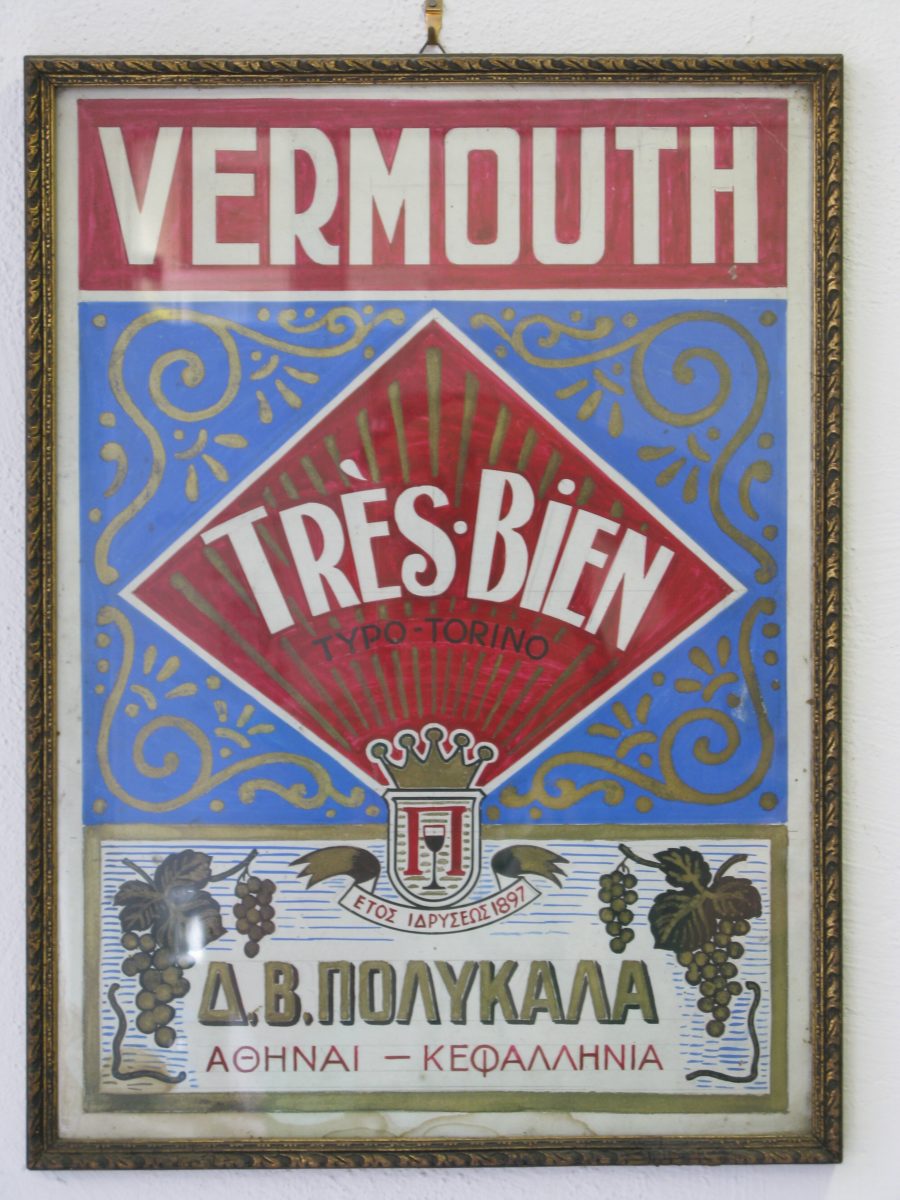 VERMOUTH
TRÈS·BiEN
TYPO-TORINO
Π
ΕΤΟΣ ΙΔΡΥΣΕΩΣ 1897
Δ.Β.ΠΟΛΥΚΑΛΑ
ΑΘΗΝΑΙ – ΚΕΦΑΛΛΗΝΙΑ